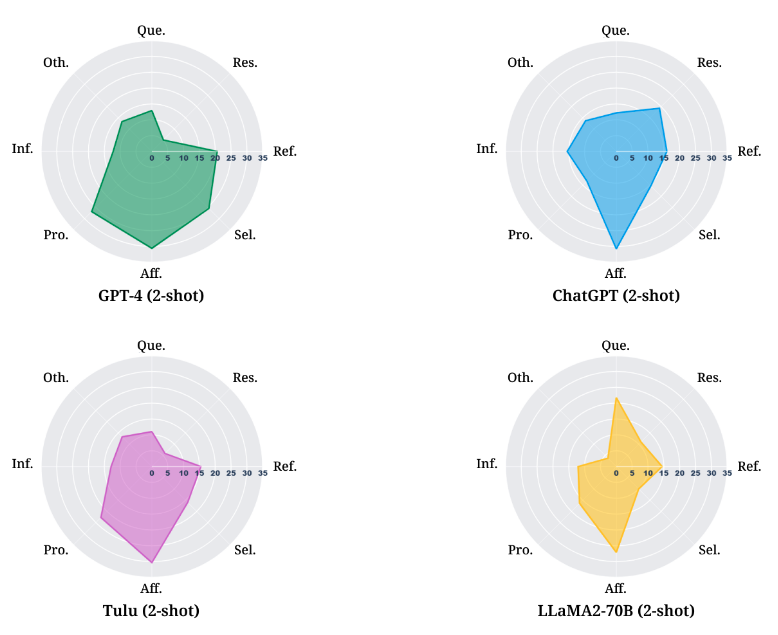 Que. Que.
Oth. Res. Oth. Res.
Inf. Ref. Inf. Ref.
0 5 10 15 20 25 30 35 0 5 10 15 20 25 30 35
Pro. Sel. Pro. Sel.
Aff. Aff.
GPT-4 (2-shot) ChatGPT (2-shot)
Que. Que.
Oth. Res. Oth. Res.
Inf. Ref. Inf. Ref.
0 5 10 15 20 25 30 35 0 5 10 15 20 25 30 35
Pro. Sel. Pro. Sel.
Aff. Aff.
Tulu (2-shot) LLaMA2-70B (2-shot)